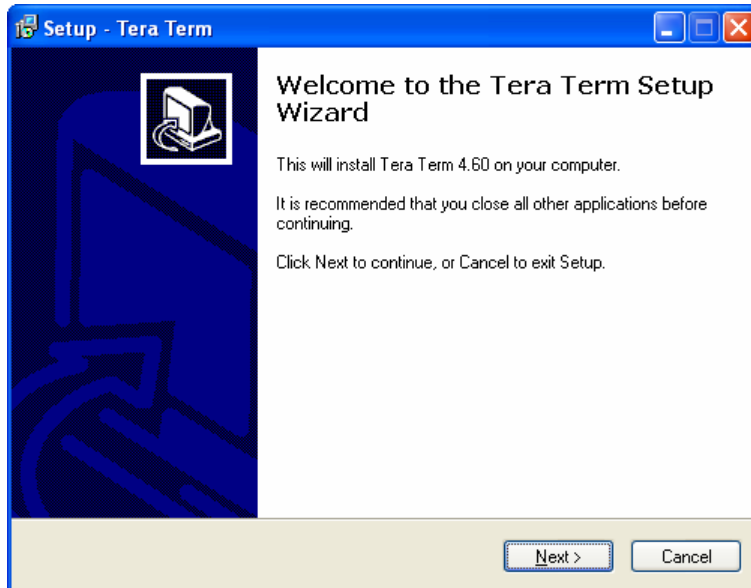 Setup - Tera Term
Welcome to the Tera Term Setup
Wizard
This will install Tera Term 4.60 on your computer.
It is recommended that you close all other applications before
continuing.
Click Next to continue, or Cancel to exit Setup.
Next >
Cancel